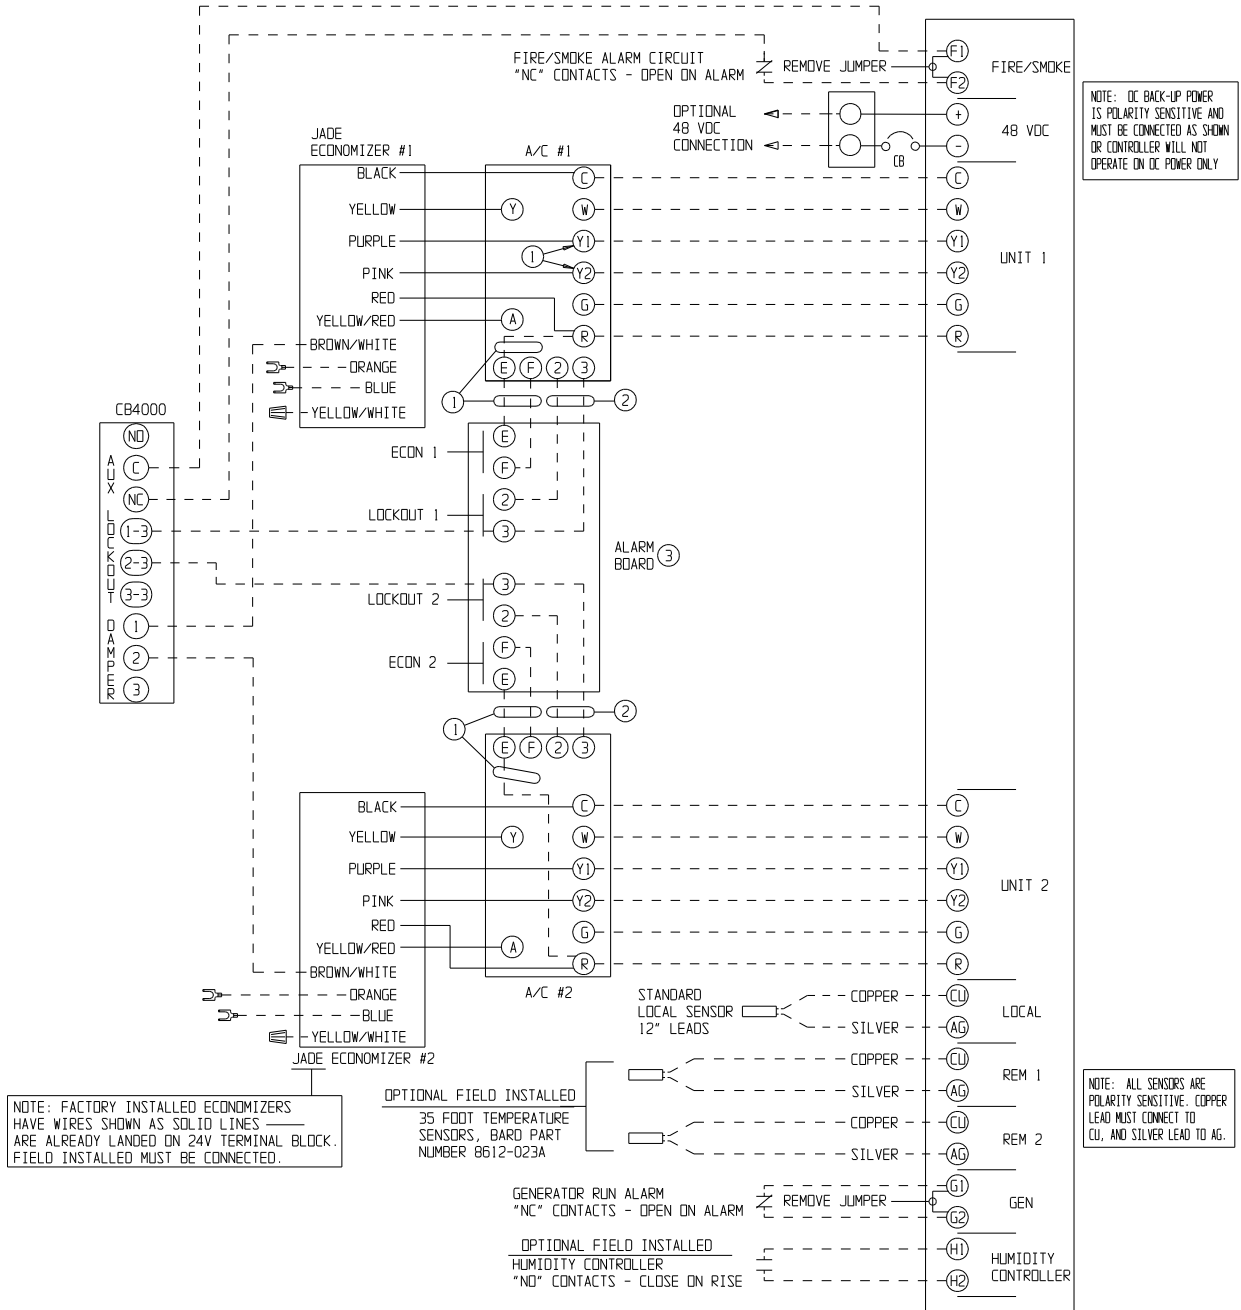 FIRE/SMOKE ALARM CIRCUIT
"NC" CONTACTS - OPEN ON ALARM
REMOVE JUMPER
F1
F2
FIRE/SMOKE
OPTIONAL
48 VDC
CONNECTION
CB
+
-
48 VDC
NOTE: DC BACK-UP POWER
IS POLARITY SENSITIVE AND
MUST BE CONNECTED AS SHOWN
OR CONTROLLER WILL NOT
OPERATE ON DC POWER ONLY
JADE
ECONOMIZER #1
BLACK
YELLOW
PURPLE
PINK
RED
YELLOW/RED
BROWN/WHITE
ORANGE
BLUE
YELLOW/WHITE
A/C #1
C
Y
W
Y1
1
Y2
G
A
R
E
F
2
3
1
2
C
W
Y1
Y2
G
R
UNIT 1
CB4000
NO
C
NC
1-3
2-3
3-3
1
2
3
AUX
LOCKOUT
DAMPER
ECON 1
E
F
LOCKOUT 1
2
3
ALARM
BOARD
3
LOCKOUT 2
3
2
ECON 2
F
E
1
2
E
F
2
3
BLACK
YELLOW
PURPLE
PINK
RED
YELLOW/RED
BROWN/WHITE
ORANGE
BLUE
YELLOW/WHITE
JADE ECONOMIZER #2
C
Y
W
Y1
Y2
G
A
R
A/C #2
C
W
Y1
Y2
G
R
UNIT 2
STANDARD
LOCAL SENSOR
12" LEADS
COPPER
SILVER
CU
AG
LOCAL
COPPER
SILVER
CU
AG
REM 1
OPTIONAL FIELD INSTALLED
35 FOOT TEMPERATURE
SENSORS, BARD PART
NUMBER 8612-023A
COPPER
SILVER
CU
AG
REM 2
NOTE: ALL SENSORS ARE
POLARITY SENSITIVE. COPPER
LEAD MUST CONNECT TO
CU, AND SILVER LEAD TO AG.
NOTE: FACTORY INSTALLED ECONOMIZERS
HAVE WIRES SHOWN AS SOLID LINES
ARE ALREADY LANDED ON 24V TERMINAL BLOCK.
FIELD INSTALLED MUST BE CONNECTED.
GENERATOR RUN ALARM
"NC" CONTACTS - OPEN ON ALARM
REMOVE JUMPER
G1
G2
GEN
OPTIONAL FIELD INSTALLED
HUMIDITY CONTROLLER
"NO" CONTACTS - CLOSE ON RISE
H1
H2
HUMIDITY
CONTROLLER